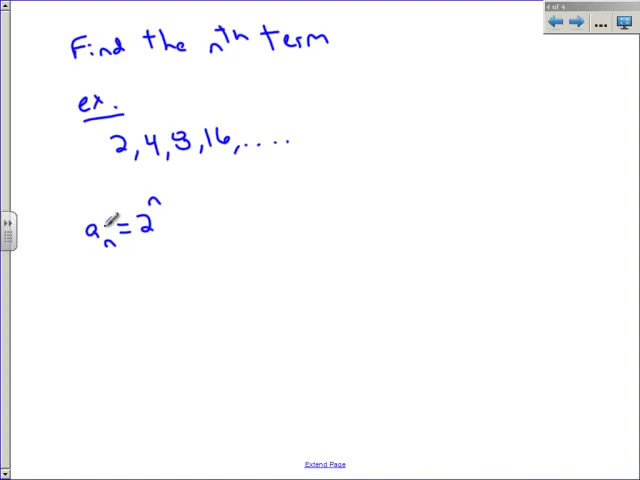 4 of 4
Find the nth term
ex.
2, 4, 8, 16, ....
aₙ = 2ⁿ
Extend Page